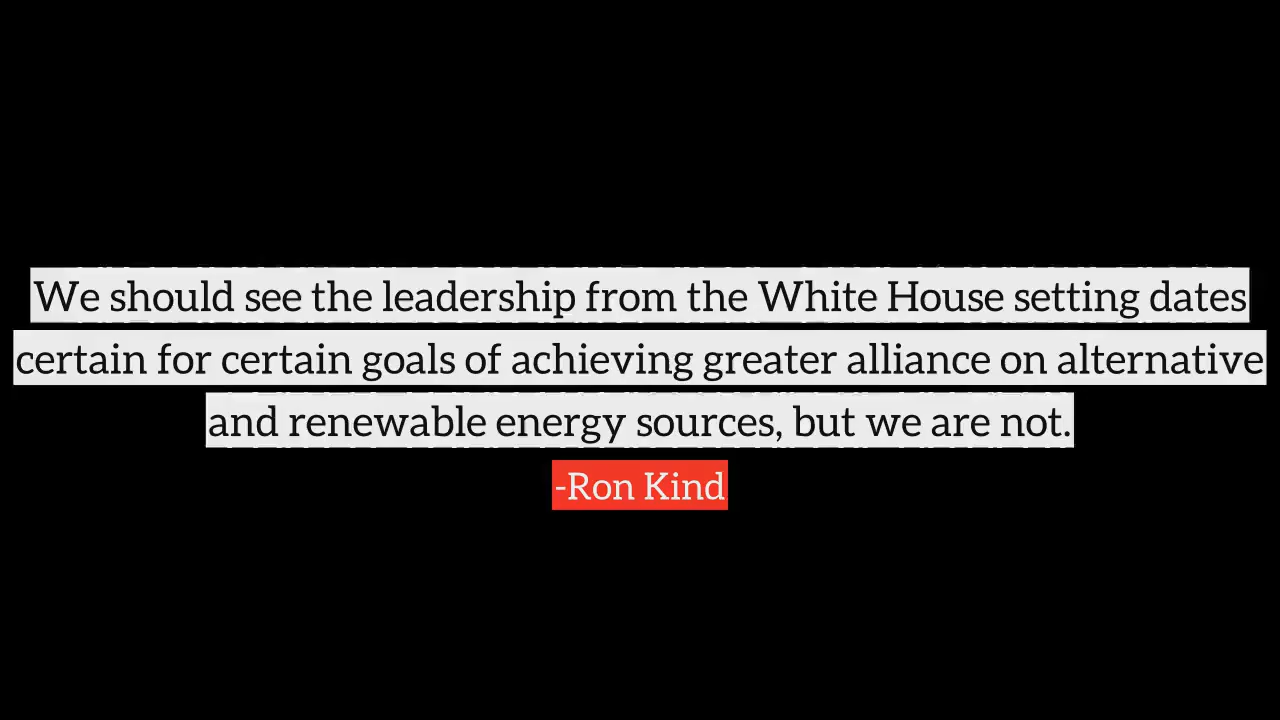 We should see the leadership from the White House setting dates
certain for certain goals of achieving greater alliance on alternative
and renewable energy sources, but we are not.
-Ron Kind